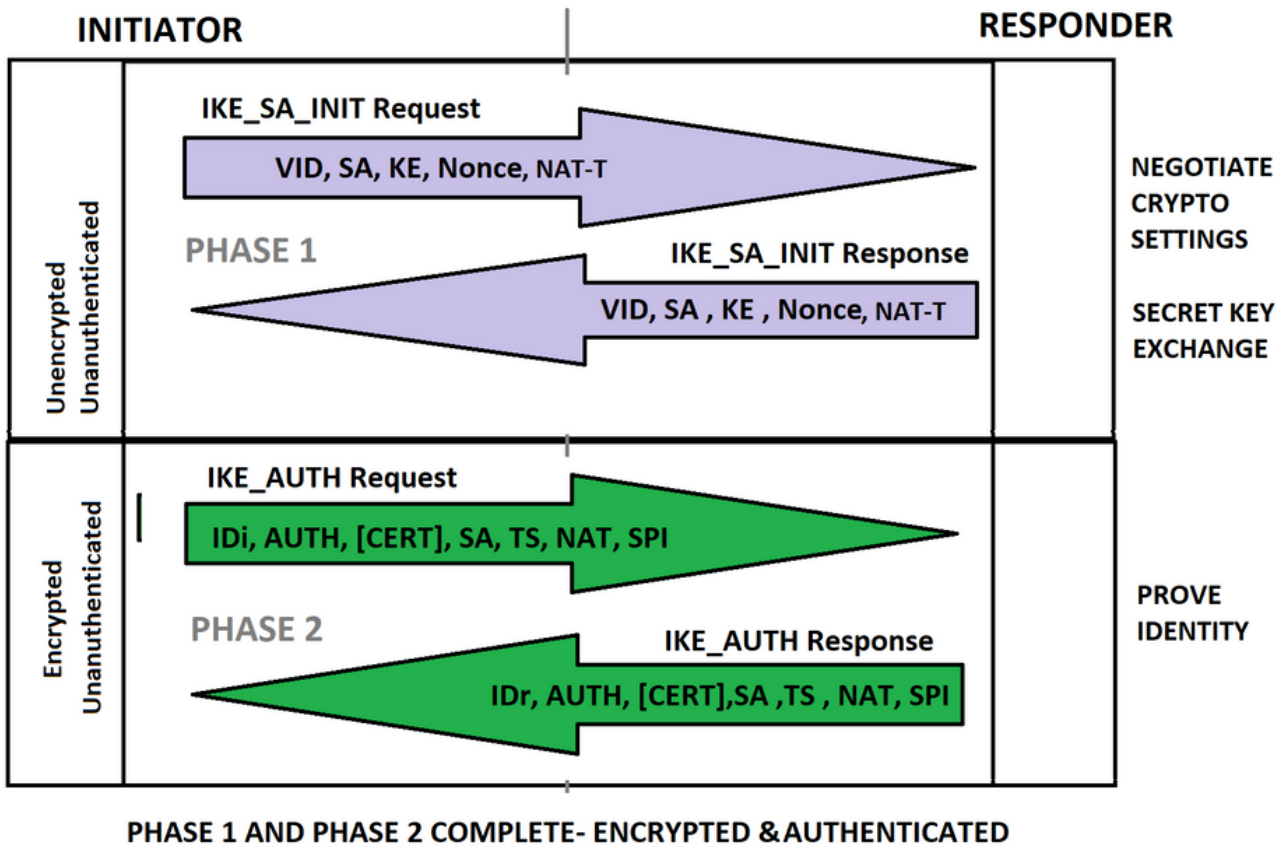 INITIATOR
RESPONDER
IKE_SA_INIT Request
VID, SA, KE, Nonce, NAT-T
PHASE 1
IKE_SA_INIT Response
VID, SA , KE , Nonce, NAT-T
Unencrypted
Unanuthenticated
NEGOTIATE
CRYPTO
SETTINGS
SECRET KEY
EXCHANGE
IKE_AUTH Request
IDi, AUTH, [CERT], SA, TS, NAT, SPI
PHASE 2
IKE_AUTH Response
IDr, AUTH, [CERT],SA ,TS , NAT, SPI
Encrypted
Unanuthenticated
PROVE
IDENTITY
PHASE 1 AND PHASE 2 COMPLETE- ENCRYPTED &AUTHENTICATED